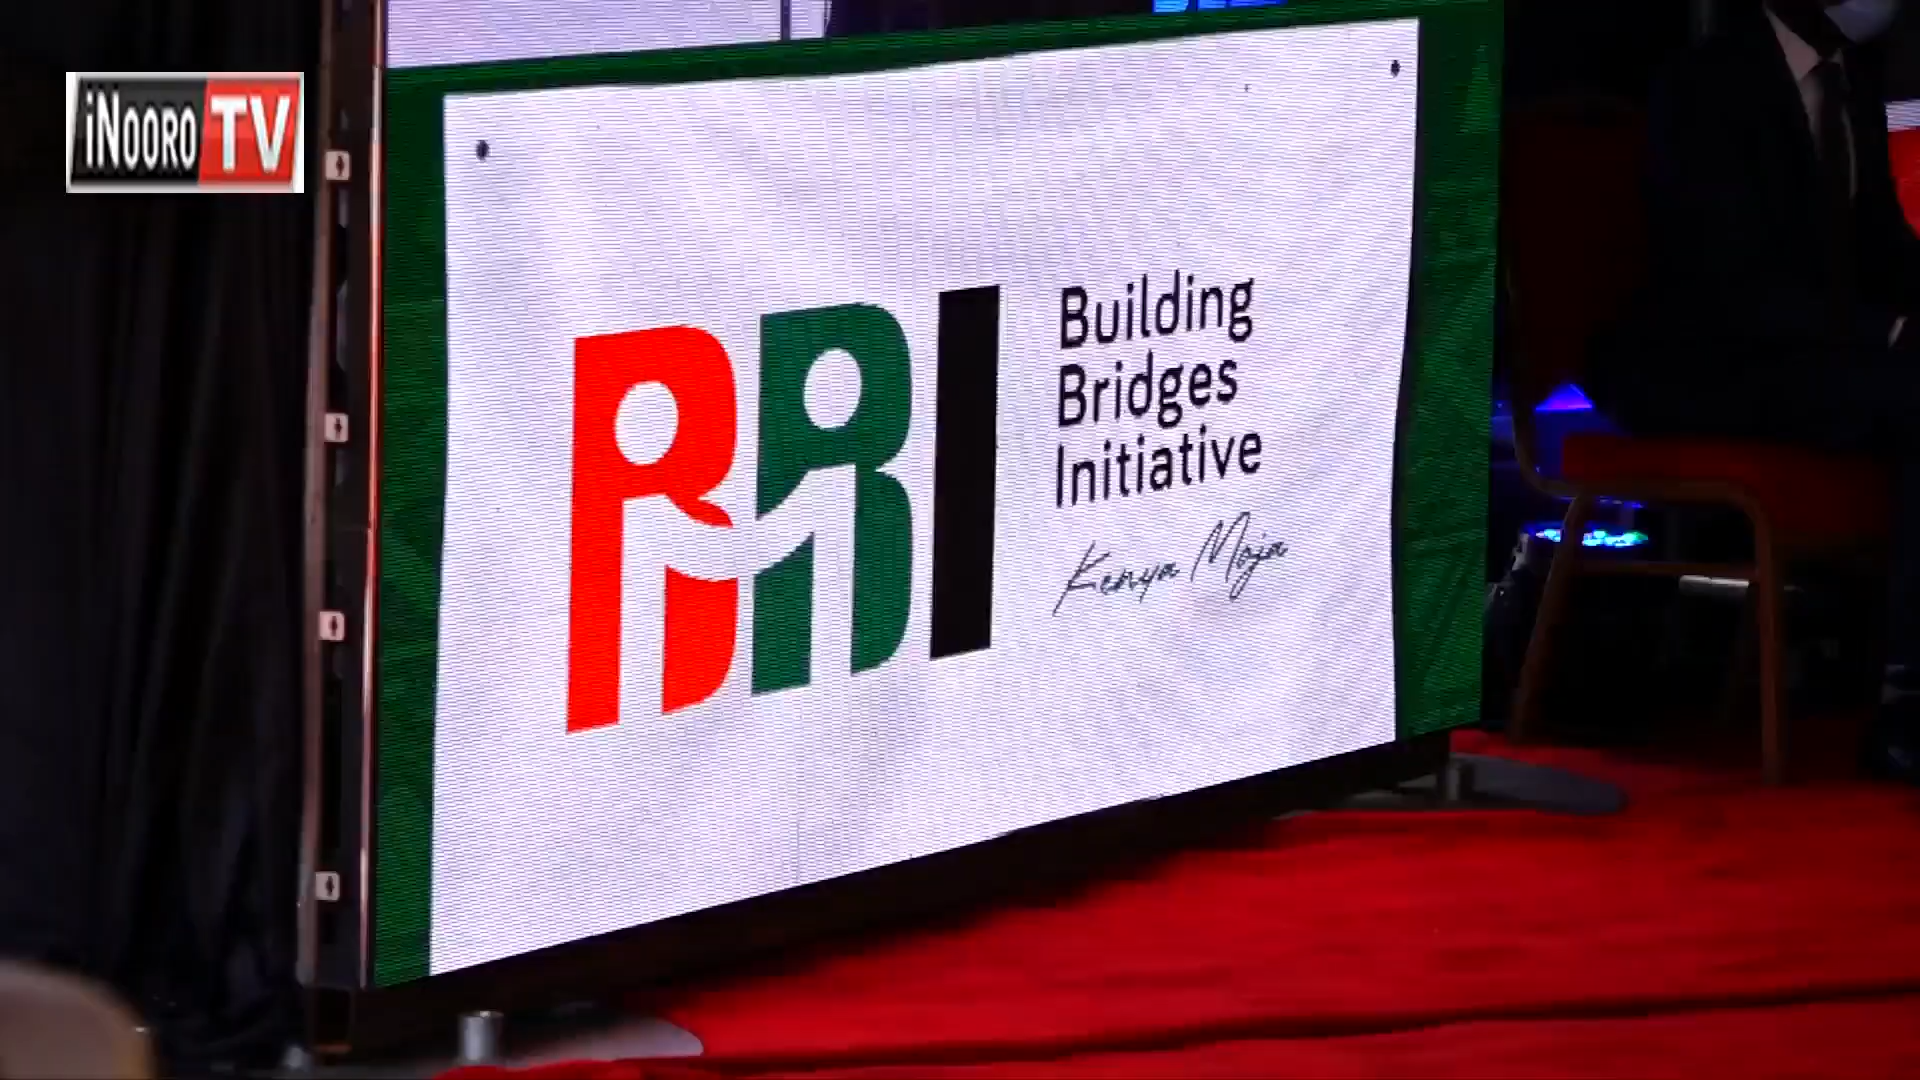 iNOORO TV
BBI
Building
Bridges
Initiative
Kenya Moja